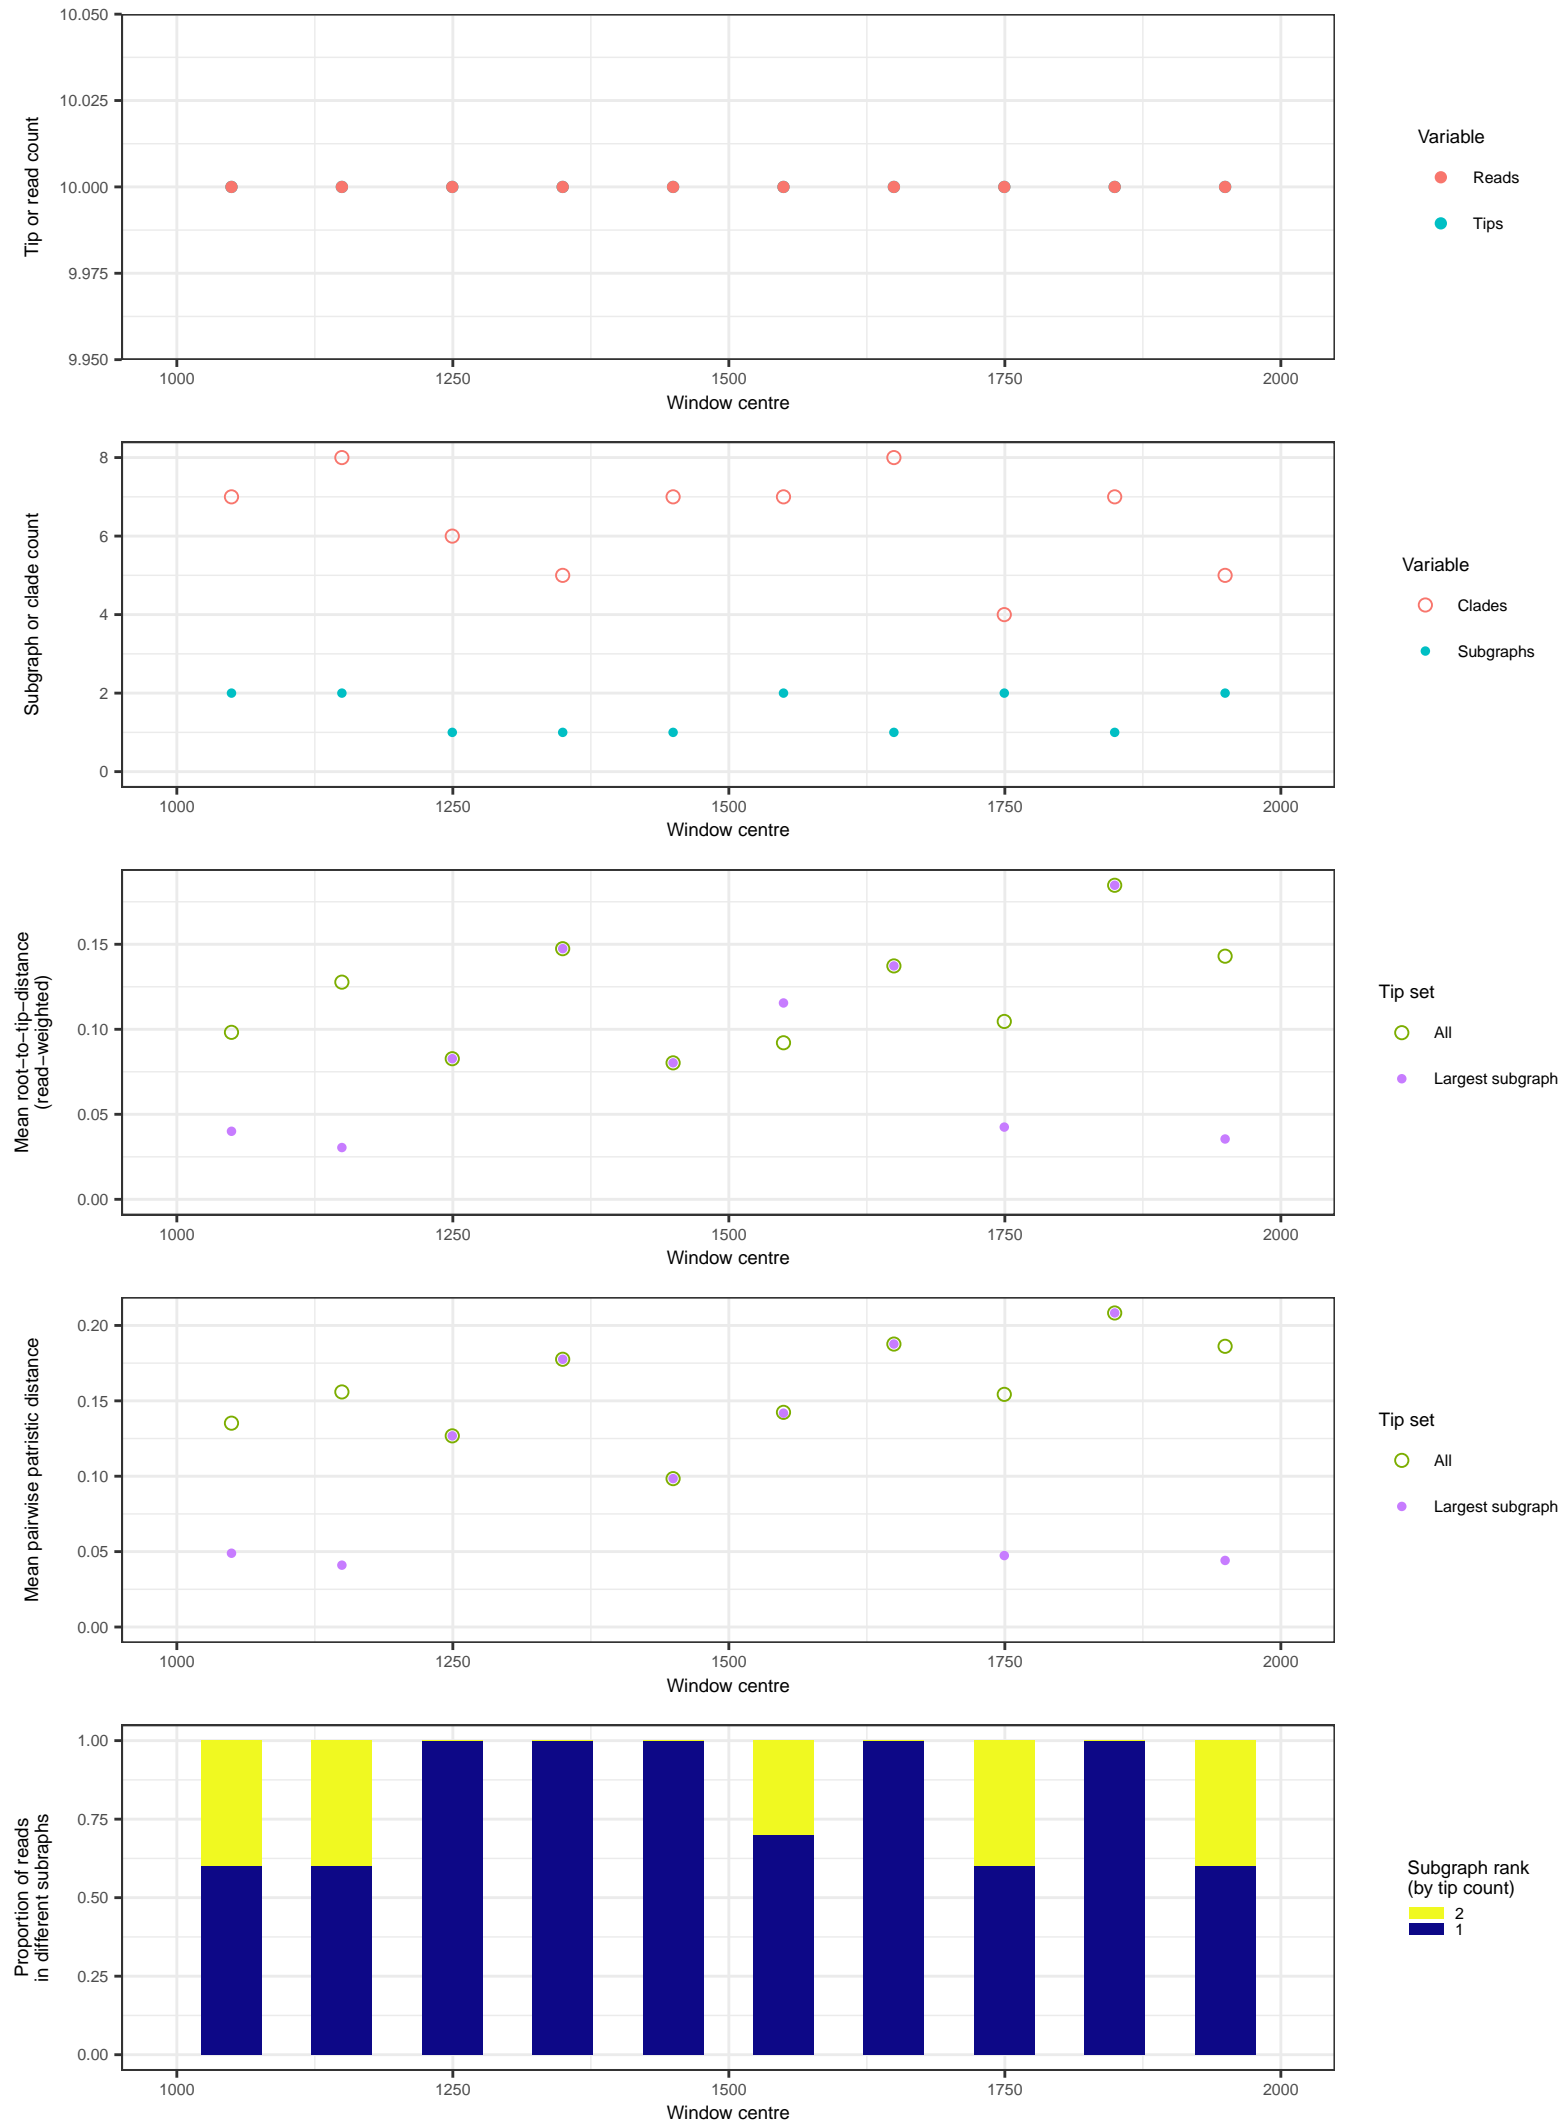 10.050
10.025
10.000
9.975
9.950
Tip or read count
1000 1250 1500 1750 2000
Window centre
Variable
Reads
Tips
8
6
4
2
0
Subgraph or clade count
1000 1250 1500 1750 2000
Window centre
Variable
Clades
Subgraphs
0.15
0.10
0.05
0.00
Mean root−to−tip−distance
(read−weighted)
1000 1250 1500 1750 2000
Window centre
Tip set
All
Largest subgraph
0.20
0.15
0.10
0.05
0.00
Mean pairwise patristic distance
1000 1250 1500 1750 2000
Window centre
Tip set
All
Largest subgraph
1.00
0.75
0.50
0.25
0.00
Proportion of reads
in different subraphs
1000 1250 1500 1750 2000
Window centre
Subgraph rank
(by tip count)
2
1